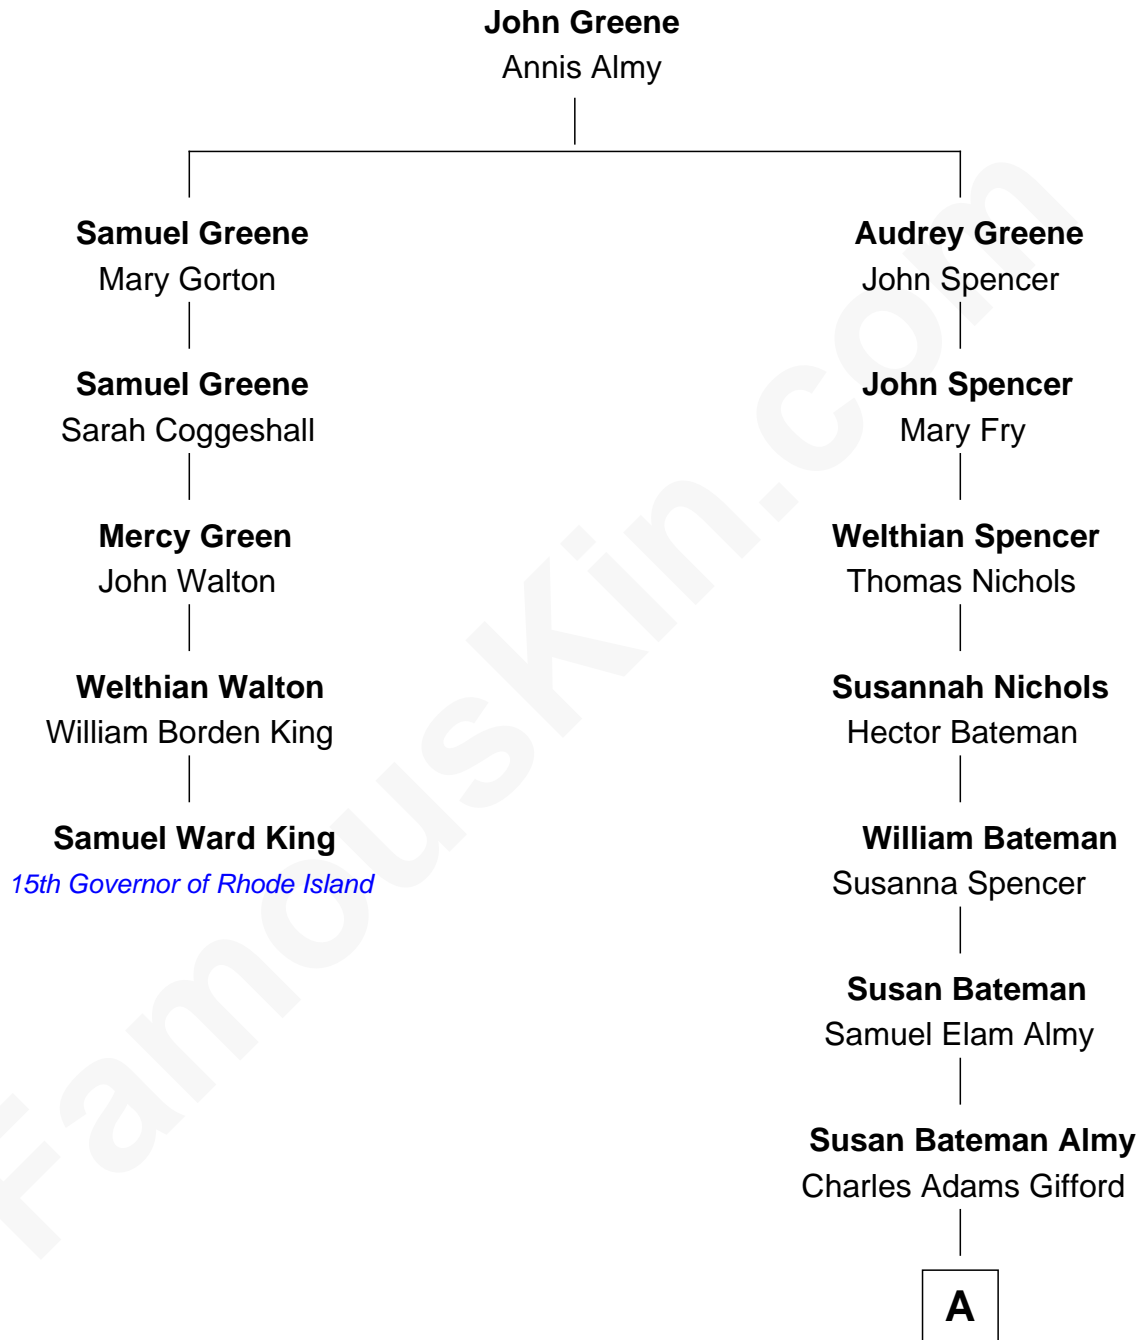 John Greene
Annis Almy
Samuel Greene
Mary Gorton
Samuel Greene
Sarah Coggeshall
Mercy Green
John Walton
Welthian Walton
William Borden King
Samuel Ward King
15th Governor of Rhode Island
Audrey Greene
John Spencer
John Spencer
Mary Fry
Welthian Spencer
Thomas Nichols
Susannah Nichols
Hector Bateman
William Bateman
Susanna Spencer
Susan Bateman
Samuel Elam Almy
Susan Bateman Almy
Charles Adams Gifford
A
FamousKin.com